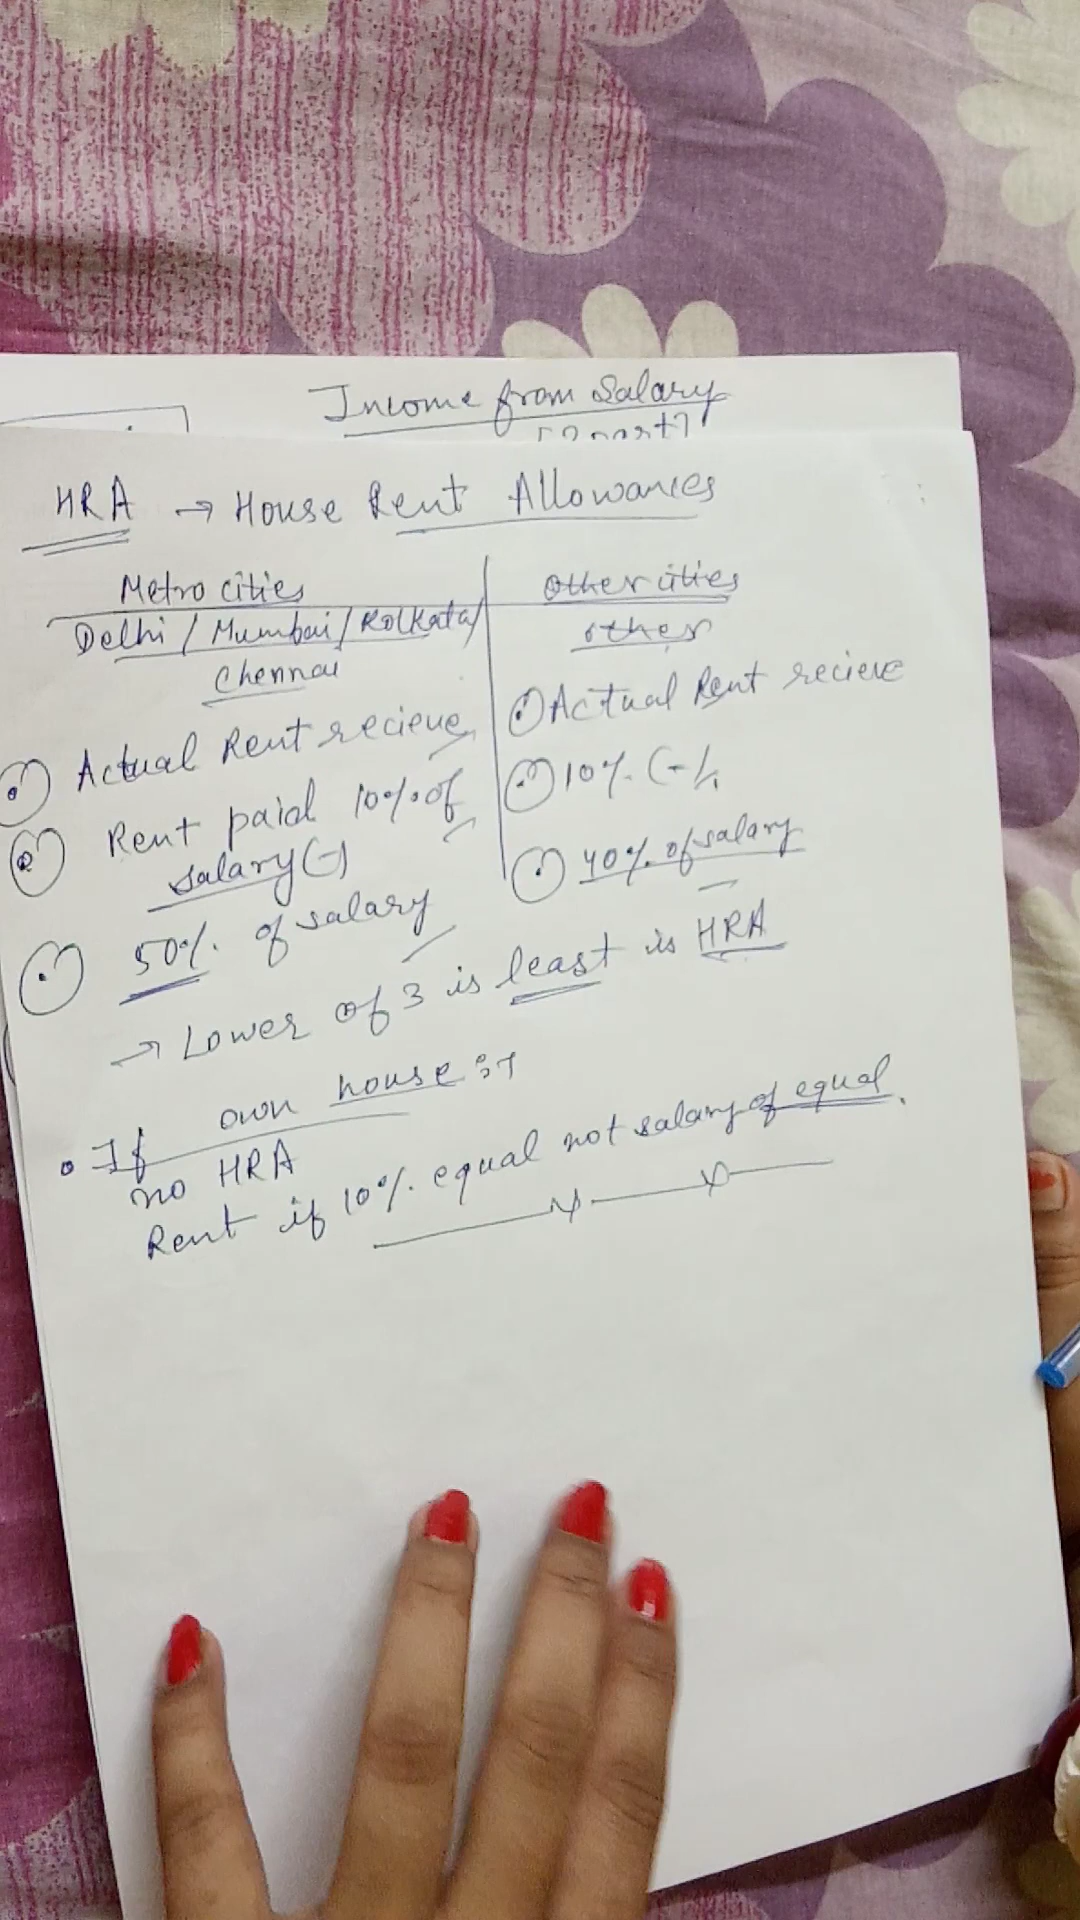 Income from Salary
HRA → House Rent Allowances
Metro cities
Delhi / Mumbai / Kolkata /
Chennai
Actual Rent recieve
Rent paid 10% of
salary (-)
50% of salary
Other cities
other
Actual Rent recieve
10% (-)
40% of salary
→ Lower of 3 is least is HRA
• If own house :→
no HRA
Rent if 10% equal not salary of equal.